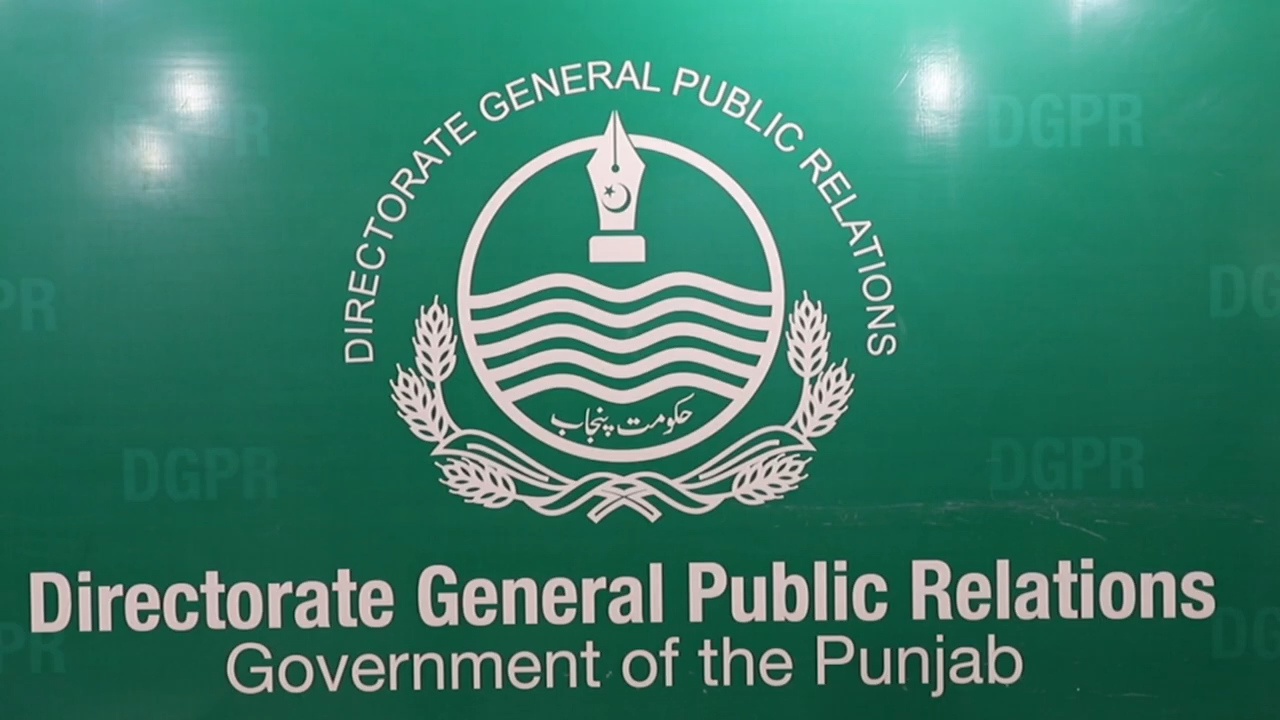 DIRECTORATE GENERAL PUBLIC RELATIONS
DGPR
DGPR
حکومت پنجاب
DGPR
DGPR
Directorate General Public Relations
Government of the Punjab